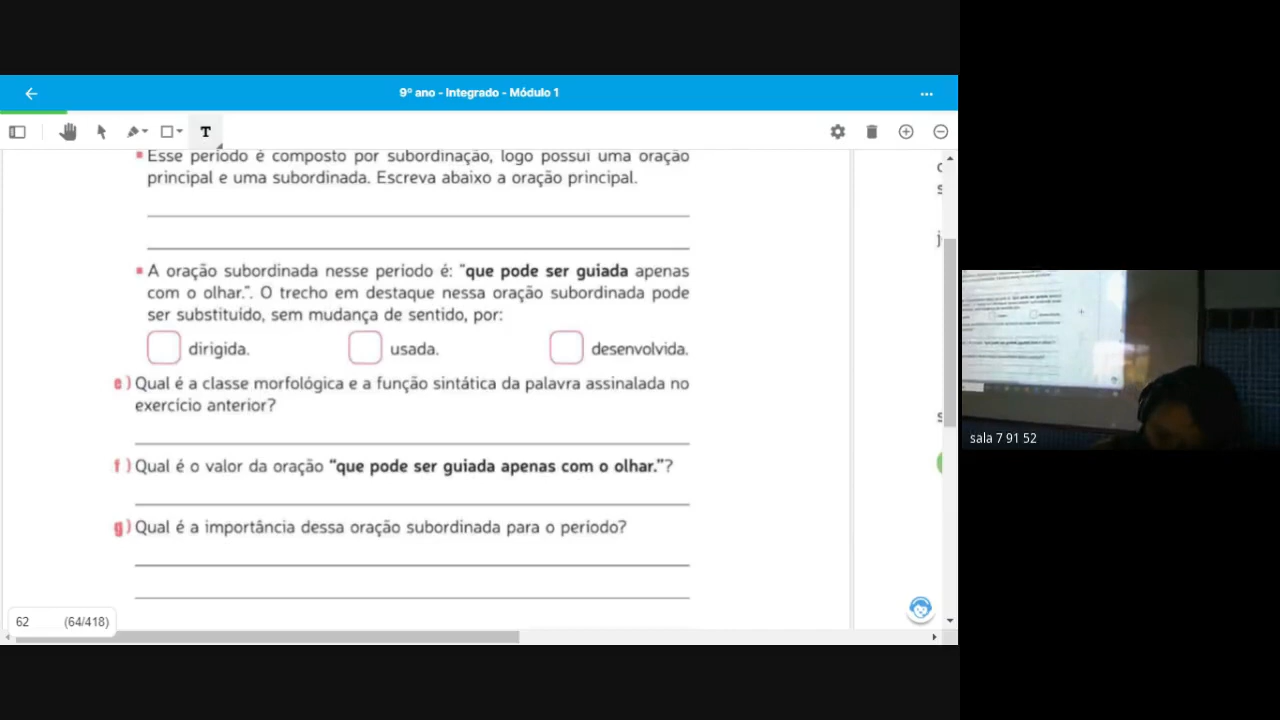 9º ano - Integrado - Módulo 1
T
Esse período é composto por subordinação, logo possui uma oração
principal e uma subordinada. Escreva abaixo a oração principal.
A oração subordinada nesse período é: "que pode ser guiada apenas
com o olhar.". O trecho em destaque nessa oração subordinada pode
ser substituído, sem mudança de sentido, por:
dirigida. usada. desenvolvida.
e) Qual é a classe morfológica e a função sintática da palavra assinalada no
exercício anterior?
f) Qual é o valor da oração "que pode ser guiada apenas com o olhar."?
g) Qual é a importância dessa oração subordinada para o período?
62 (64/418)
sala 7 91 52